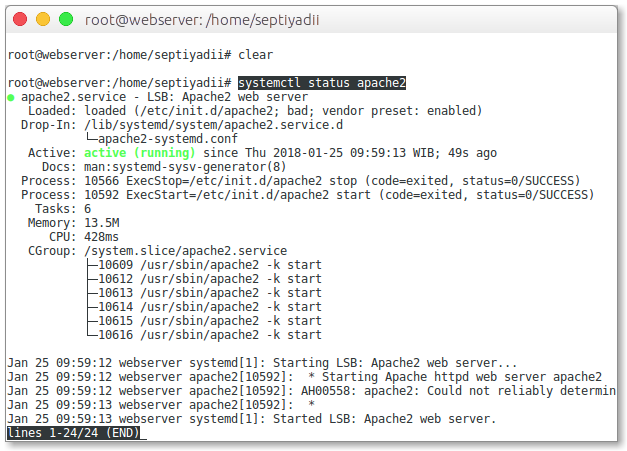 root@webserver: /home/septiyadii
root@webserver:/home/septiyadii# clear
root@webserver:/home/septiyadii# systemctl status apache2
● apache2.service - LSB: Apache2 web server
   Loaded: loaded (/etc/init.d/apache2; bad; vendor preset: enabled)
  Drop-In: /lib/systemd/system/apache2.service.d
           └─apache2-systemd.conf
   Active: active (running) since Thu 2018-01-25 09:59:13 WIB; 49s ago
     Docs: man:systemd-sysv-generator(8)
  Process: 10566 ExecStop=/etc/init.d/apache2 stop (code=exited, status=0/SUCCESS)
  Process: 10592 ExecStart=/etc/init.d/apache2 start (code=exited, status=0/SUCCESS)
    Tasks: 6
   Memory: 13.5M
      CPU: 428ms
   CGroup: /system.slice/apache2.service
           ├─10609 /usr/sbin/apache2 -k start
           ├─10612 /usr/sbin/apache2 -k start
           ├─10613 /usr/sbin/apache2 -k start
           ├─10614 /usr/sbin/apache2 -k start
           ├─10615 /usr/sbin/apache2 -k start
           └─10616 /usr/sbin/apache2 -k start
Jan 25 09:59:12 webserver systemd[1]: Starting LSB: Apache2 web server...
Jan 25 09:59:12 webserver apache2[10592]:  * Starting Apache httpd web server apache2
Jan 25 09:59:12 webserver apache2[10592]: AH00558: apache2: Could not reliably determin
Jan 25 09:59:13 webserver apache2[10592]:  *
Jan 25 09:59:13 webserver systemd[1]: Started LSB: Apache2 web server.
lines 1-24/24 (END)